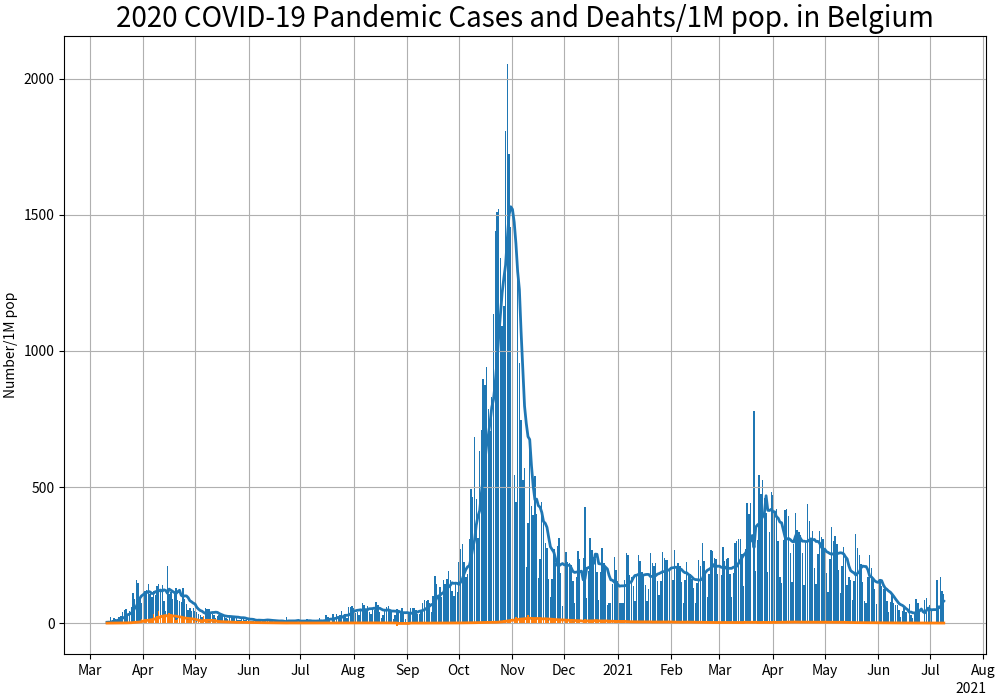 2020 COVID-19 Pandemic Cases and Deahts/1M pop. in Belgium
Number/1M pop
2000
1500
1000
500
0
Mar Apr May Jun Jul Aug Sep Oct Nov Dec 2021 Feb Mar Apr May Jun Jul Aug
2021